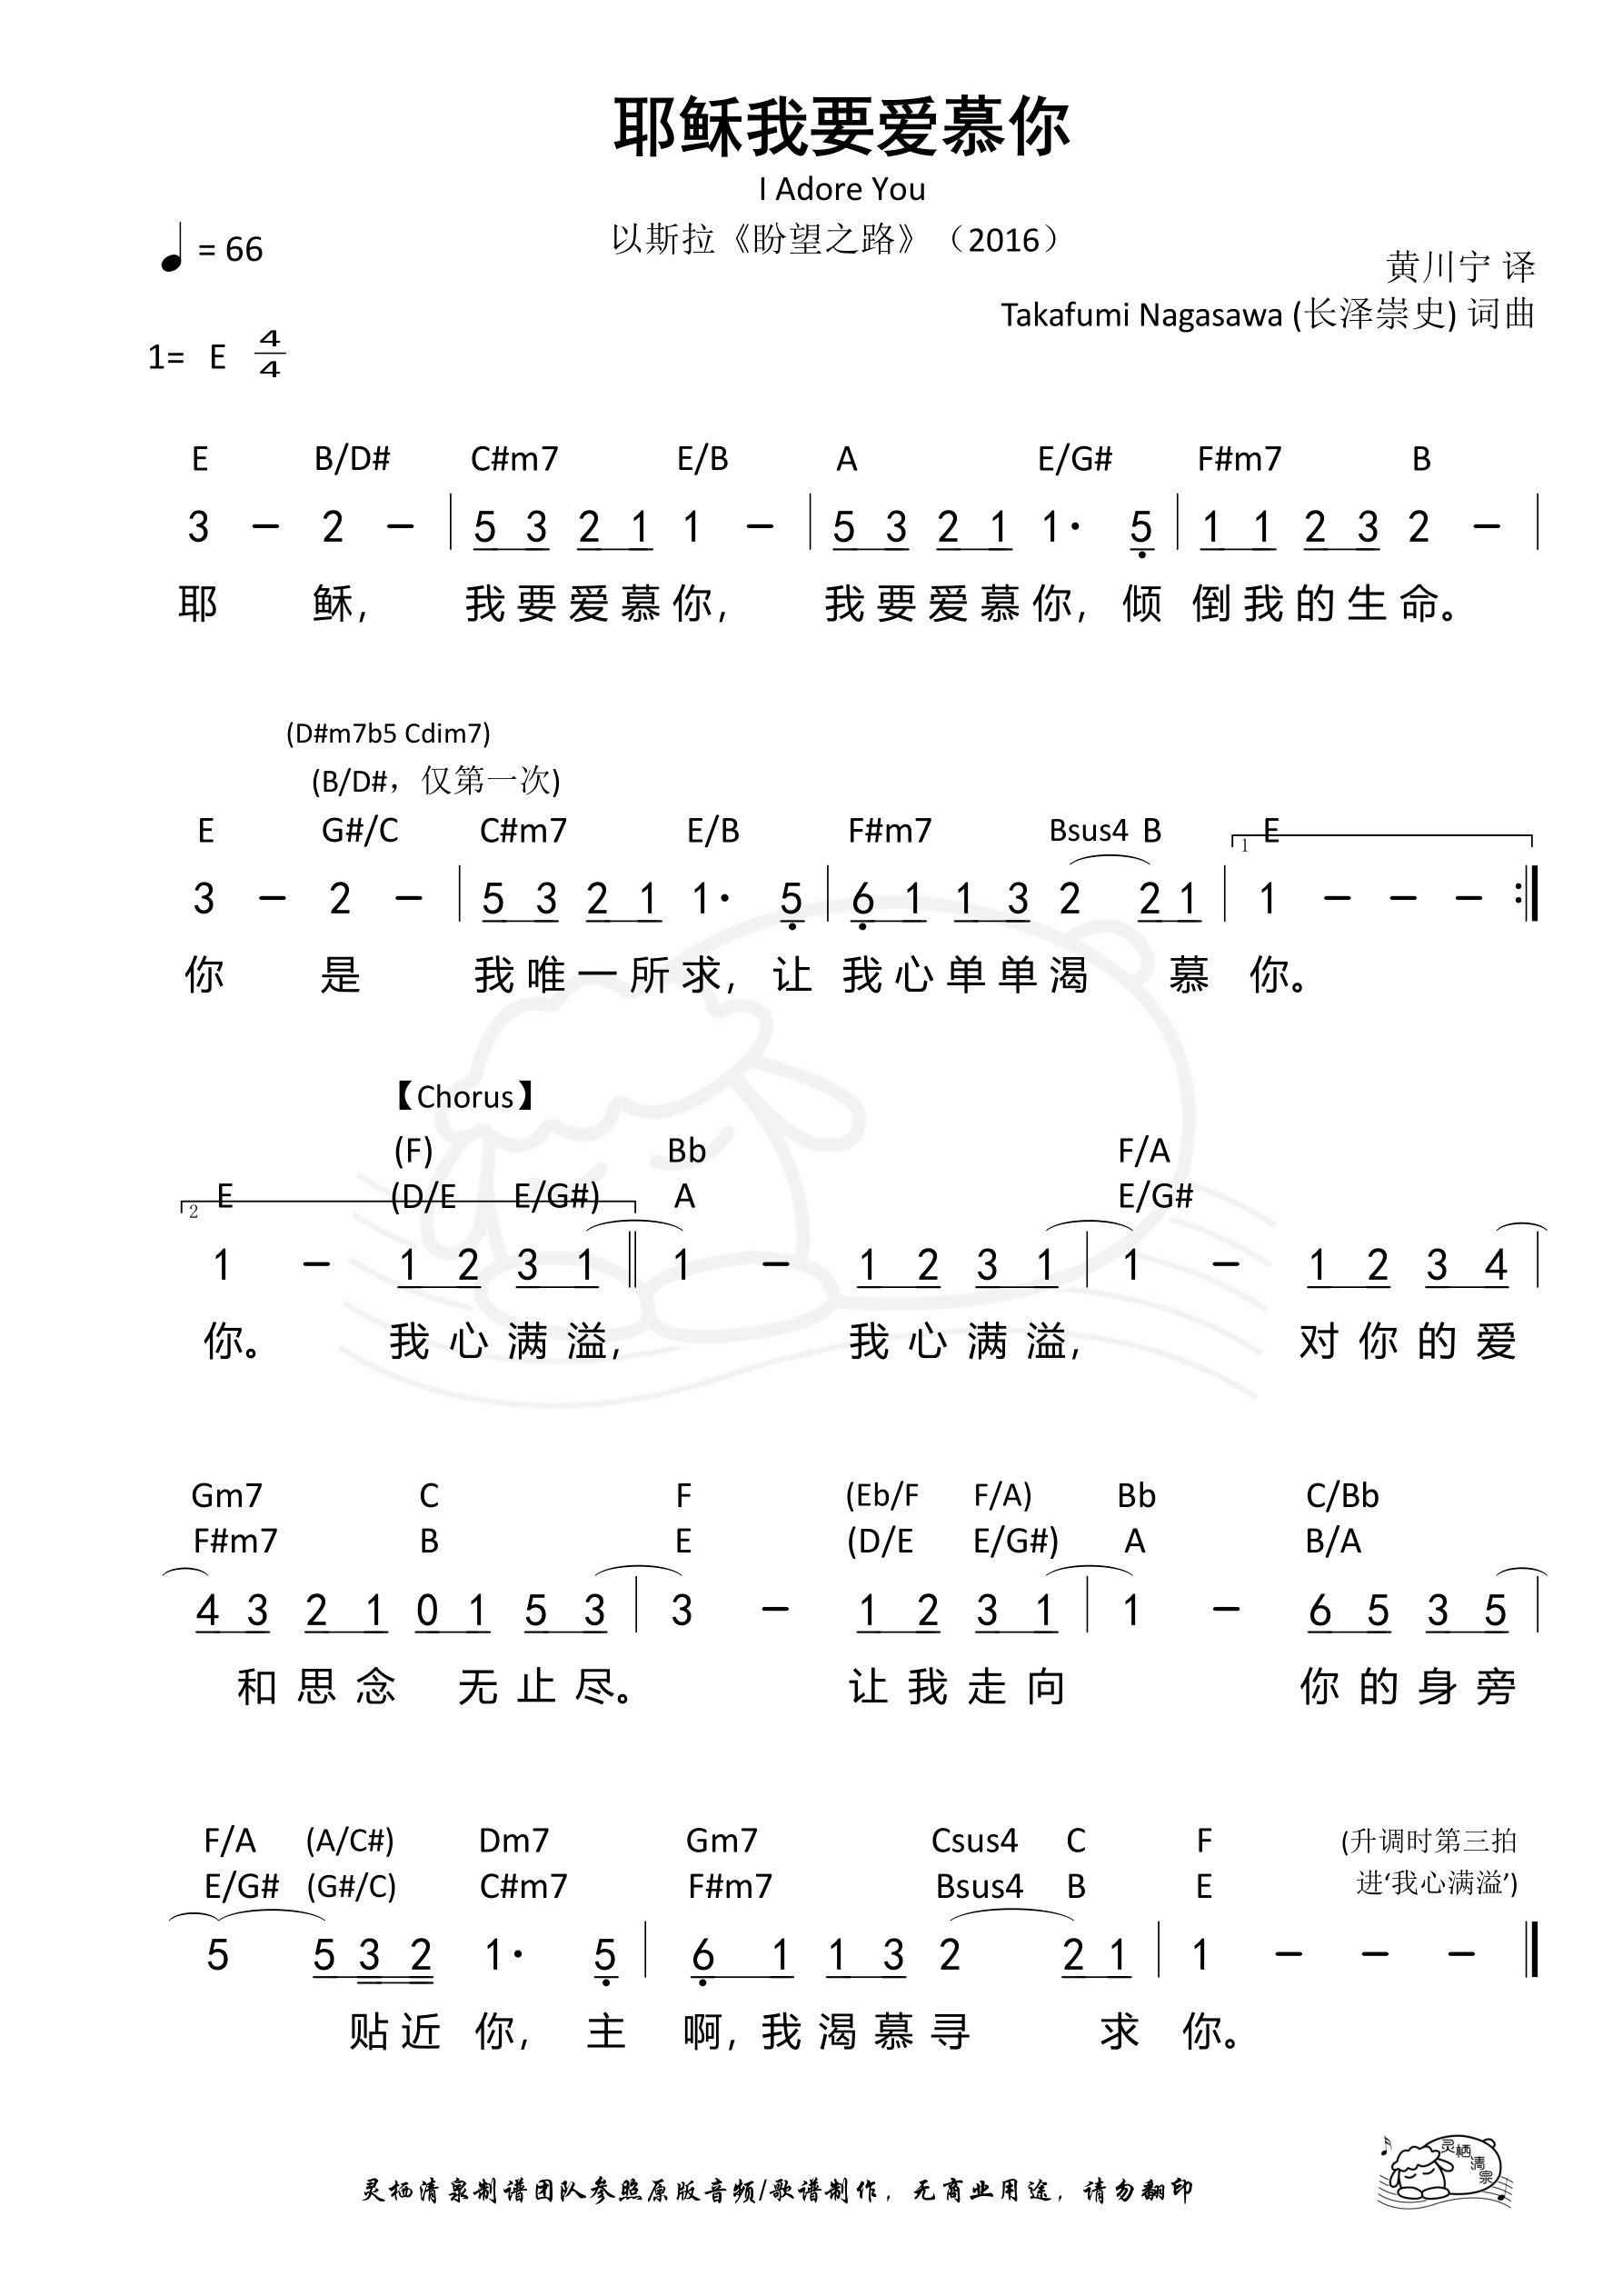 耶稣我要爱慕你
I Adore You
以斯拉《盼望之路》（2016）
= 66
黄川宁 译
Takafumi Nagasawa (长泽崇史) 词曲
1= E 4/4
E B/D# C#m7 E/B A E/G# F#m7 B
3 – 2 – | 5 3 2 1 1 – | 5 3 2 1 1· 5 | 1 1 2 3 2 – |
耶 稣， 我 要 爱 慕 你， 我 要 爱 慕 你， 倾 倒 我 的 生 命。
(D#m7b5 Cdim7)
(B/D#，仅第一次)
E G#/C C#m7 E/B F#m7 Bsus4 B 1 E
3 – 2 – | 5 3 2 1 1· 5 | 6 1 1 3 2 2 1 | 1 – – – :|
你 是 我 唯 一 所 求， 让 我 心 单 单 渴 慕 你。
【Chorus】
(F) Bb F/A
2 E (D/E E/G#) A E/G#
1 – 1 2 3 1 || 1 – 1 2 3 1 | 1 – 1 2 3 4 |
你。 我 心 满 溢， 我 心 满 溢， 对 你 的 爱
Gm7 C F (Eb/F F/A) Bb C/Bb
F#m7 B E (D/E E/G#) A B/A
4 3 2 1 0 1 5 3 | 3 – 1 2 3 1 | 1 – 6 5 3 5 |
和 思 念 无 止 尽。 让 我 走 向 你 的 身 旁
F/A (A/C#) Dm7 Gm7 Csus4 C F (升调时第三拍
E/G# (G#/C) C#m7 F#m7 Bsus4 B E 进‘我心满溢’)
5 5 3 2 1· 5 | 6 1 1 3 2 2 1 | 1 – – – ||
贴 近 你， 主 啊，我 渴 慕 寻 求 你。
灵栖清泉
灵栖清泉制谱团队参照原版音频/歌谱制作，无商业用途，请勿翻印